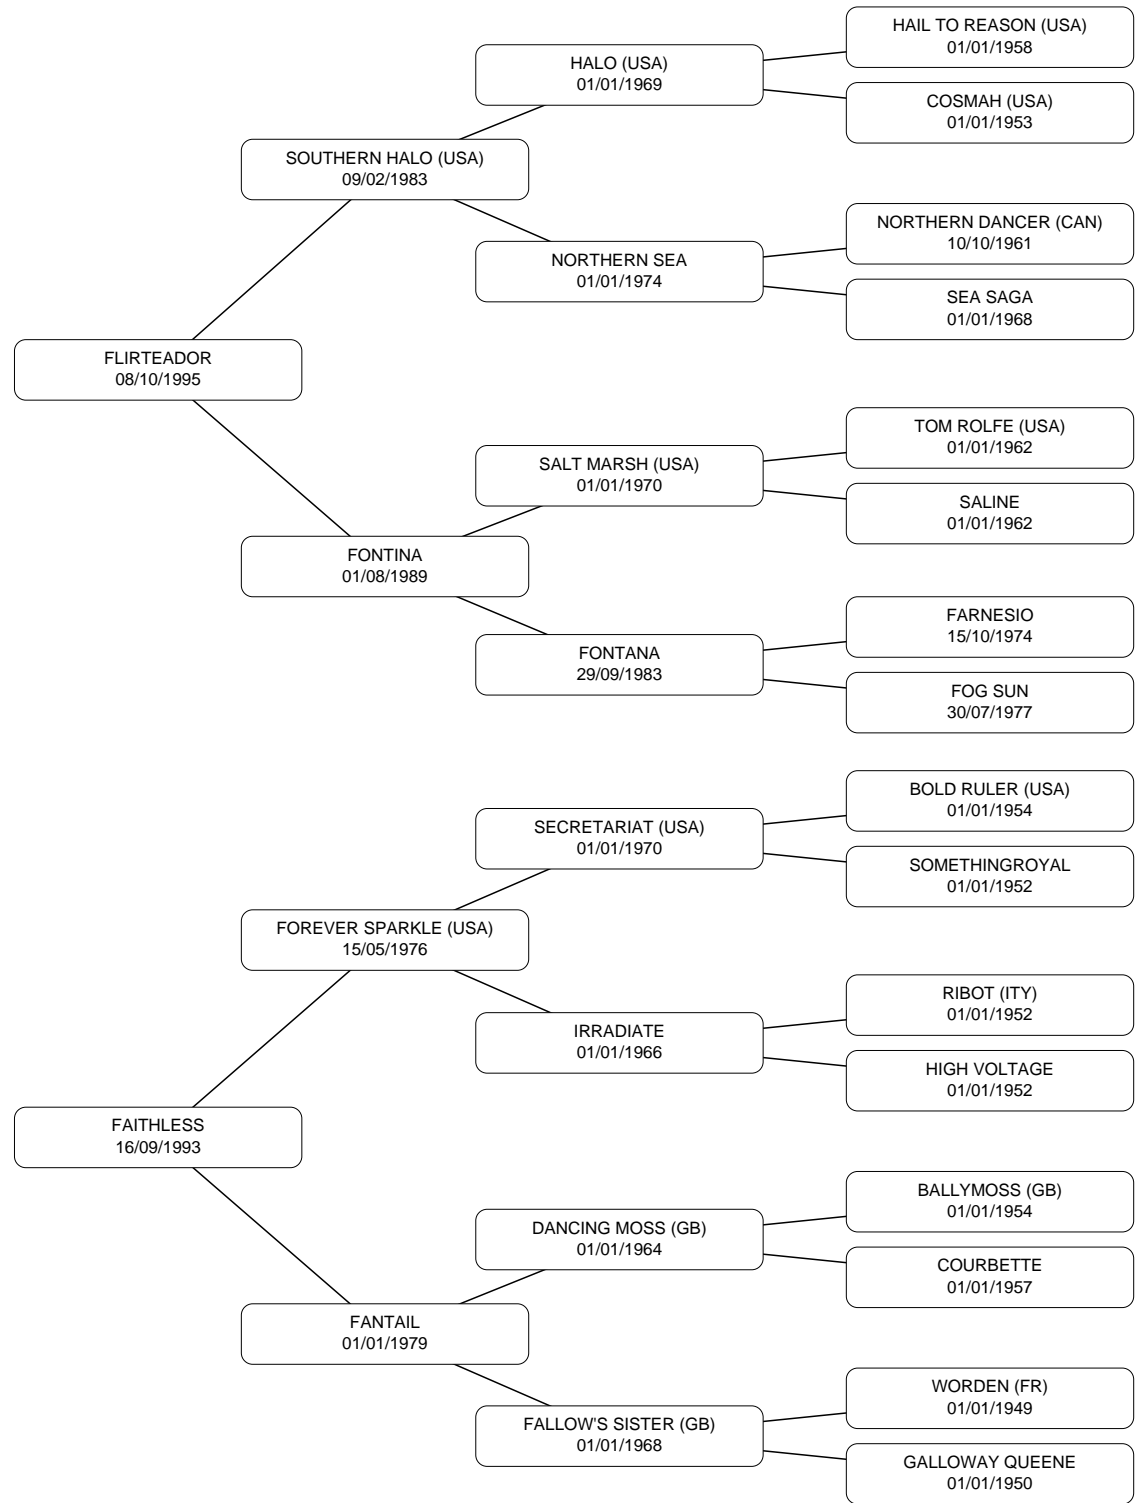 HAIL TO REASON (USA)
01/01/1958
HALO (USA)
01/01/1969
COSMAH (USA)
01/01/1953
SOUTHERN HALO (USA)
09/02/1983
NORTHERN DANCER (CAN)
10/10/1961
NORTHERN SEA
01/01/1974
SEA SAGA
01/01/1968
FLIRTEADOR
08/10/1995
TOM ROLFE (USA)
01/01/1962
SALT MARSH (USA)
01/01/1970
SALINE
01/01/1962
FONTINA
01/08/1989
FARNESIO
15/10/1974
FONTANA
29/09/1983
FOG SUN
30/07/1977
BOLD RULER (USA)
01/01/1954
SECRETARIAT (USA)
01/01/1970
SOMETHINGROYAL
01/01/1952
FOREVER SPARKLE (USA)
15/05/1976
RIBOT (ITY)
01/01/1952
IRRADIATE
01/01/1966
HIGH VOLTAGE
01/01/1952
FAITHLESS
16/09/1993
BALLYMOSS (GB)
01/01/1954
DANCING MOSS (GB)
01/01/1964
COURBETTE
01/01/1957
FANTAIL
01/01/1979
WORDEN (FR)
01/01/1949
FALLOW'S SISTER (GB)
01/01/1968
GALLOWAY QUEENE
01/01/1950